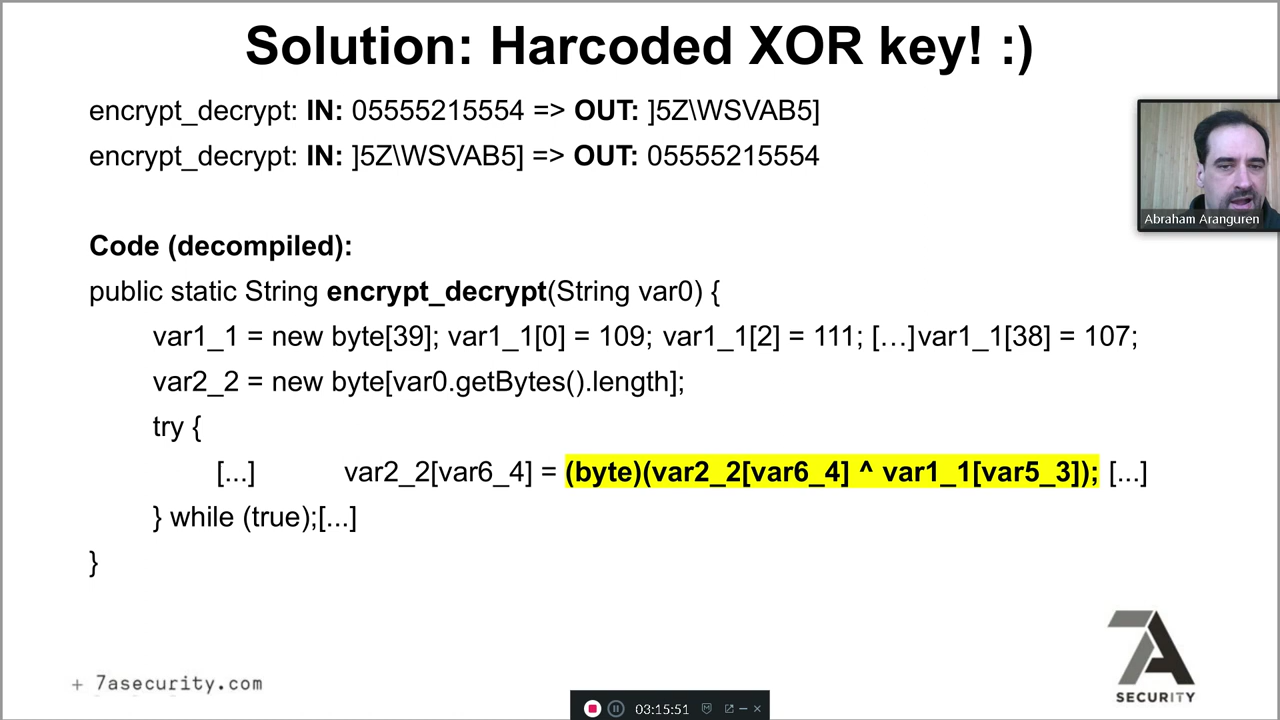 Solution: Harcoded XOR key! :)
encrypt_decrypt: IN: 05555215554 => OUT: ]5Z\WSVAB5]
encrypt_decrypt: IN: ]5Z\WSVAB5] => OUT: 05555215554
Abraham Aranguren
Code (decompiled):
public static String encrypt_decrypt(String var0) {
var1_1 = new byte[39]; var1_1[0] = 109; var1_1[2] = 111; […]var1_1[38] = 107;
var2_2 = new byte[var0.getBytes().length];
try {
[...] var2_2[var6_4] = (byte)(var2_2[var6_4] ^ var1_1[var5_3]); [...]
} while (true);[...]
}
+ 7asecurity.com
7A
SECURITY
03:15:51